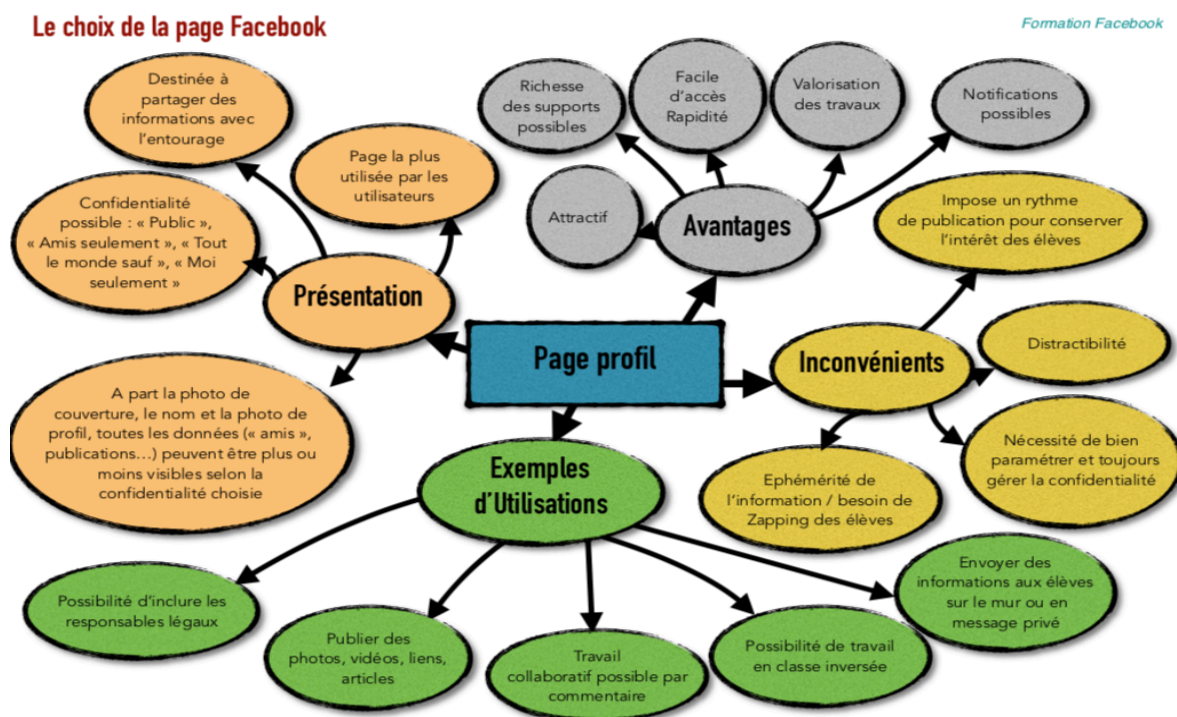 Le choix de la page Facebook
Formation Facebook
Destinée à
partager des
informations avec
l'entourage
Page la plus
utilisée par les
utilisateurs
Confidentialité
possible : « Public »,
« Amis seulement », « Tout
le monde sauf », « Moi
seulement »
Présentation
A part la photo de
couverture, le nom et la photo de
profil, toutes les données (« amis »,
publications...) peuvent être plus ou
moins visibles selon la
confidentialité choisie
Richesse
des supports
possibles
Facile
d'accès
Rapidité
Valorisation
des travaux
Notifications
possibles
Attractif
Avantages
Page profil
Impose un rythme
de publication pour conserver
l'intérêt des élèves
Inconvénients
Distractibilité
Nécessité de bien
paramétrer et toujours
gérer la confidentialité
Ephémérité de
l'information / besoin de
Zapping des élèves
Exemples
d'Utilisations
Possibilité d'inclure les
responsables légaux
Publier des
photos, vidéos, liens,
articles
Travail
collaboratif possible par
commentaire
Possibilité de travail
en classe inversée
Envoyer des
informations aux élèves
sur le mur ou en
message privé